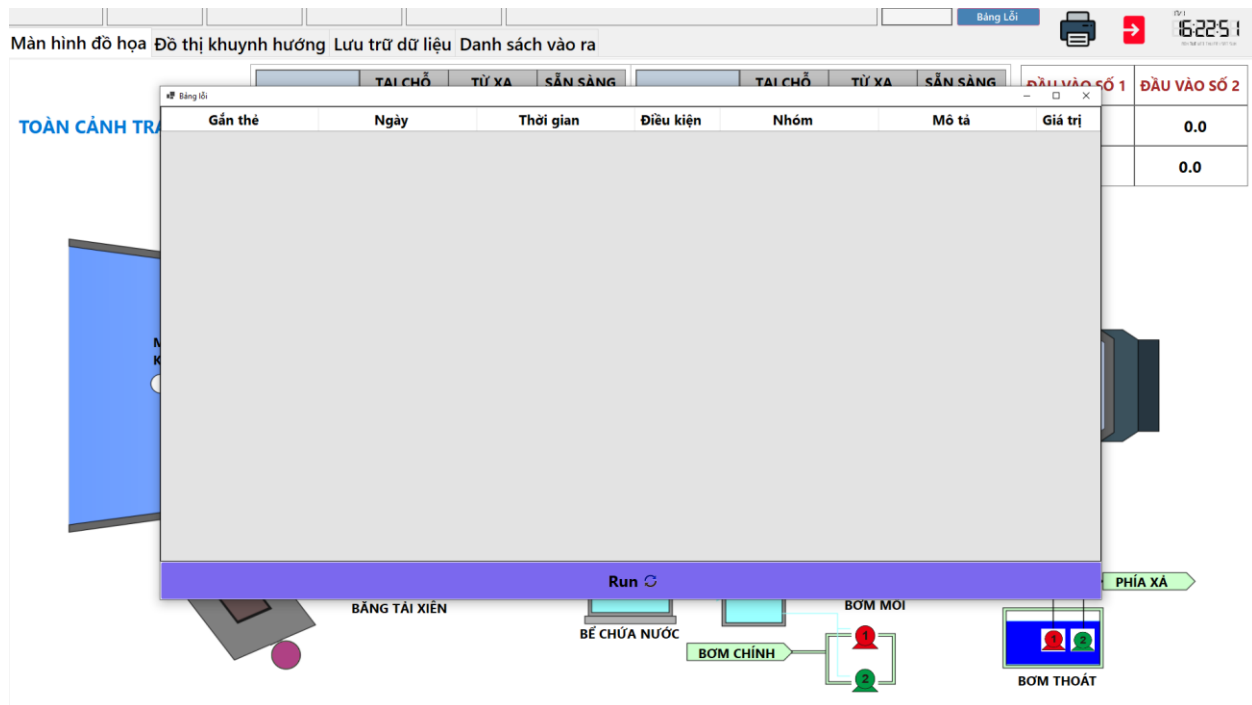 Bảng Lỗi
16:22:51
Màn hình đồ họa Đồ thị khuynh hướng Lưu trữ dữ liệu Danh sách vào ra
TẠI CHỖ TỪ XA SẴN SÀNG TẠI CHỖ TỪ XA SẴN SÀNG ĐẦU VÀO SỐ 1 ĐẦU VÀO SỐ 2
Bảng lỗi
TOÀN CẢNH
Gắn thẻ Ngày Thời gian Điều kiện Nhóm Mô tả Giá trị
0.0
0.0
Run
PHÍA XẢ
BĂNG TẢI XIÊN
BƠM MỒI
BỂ CHỨA NƯỚC
1
1 2
BƠM CHÍNH
2
BƠM THOÁT